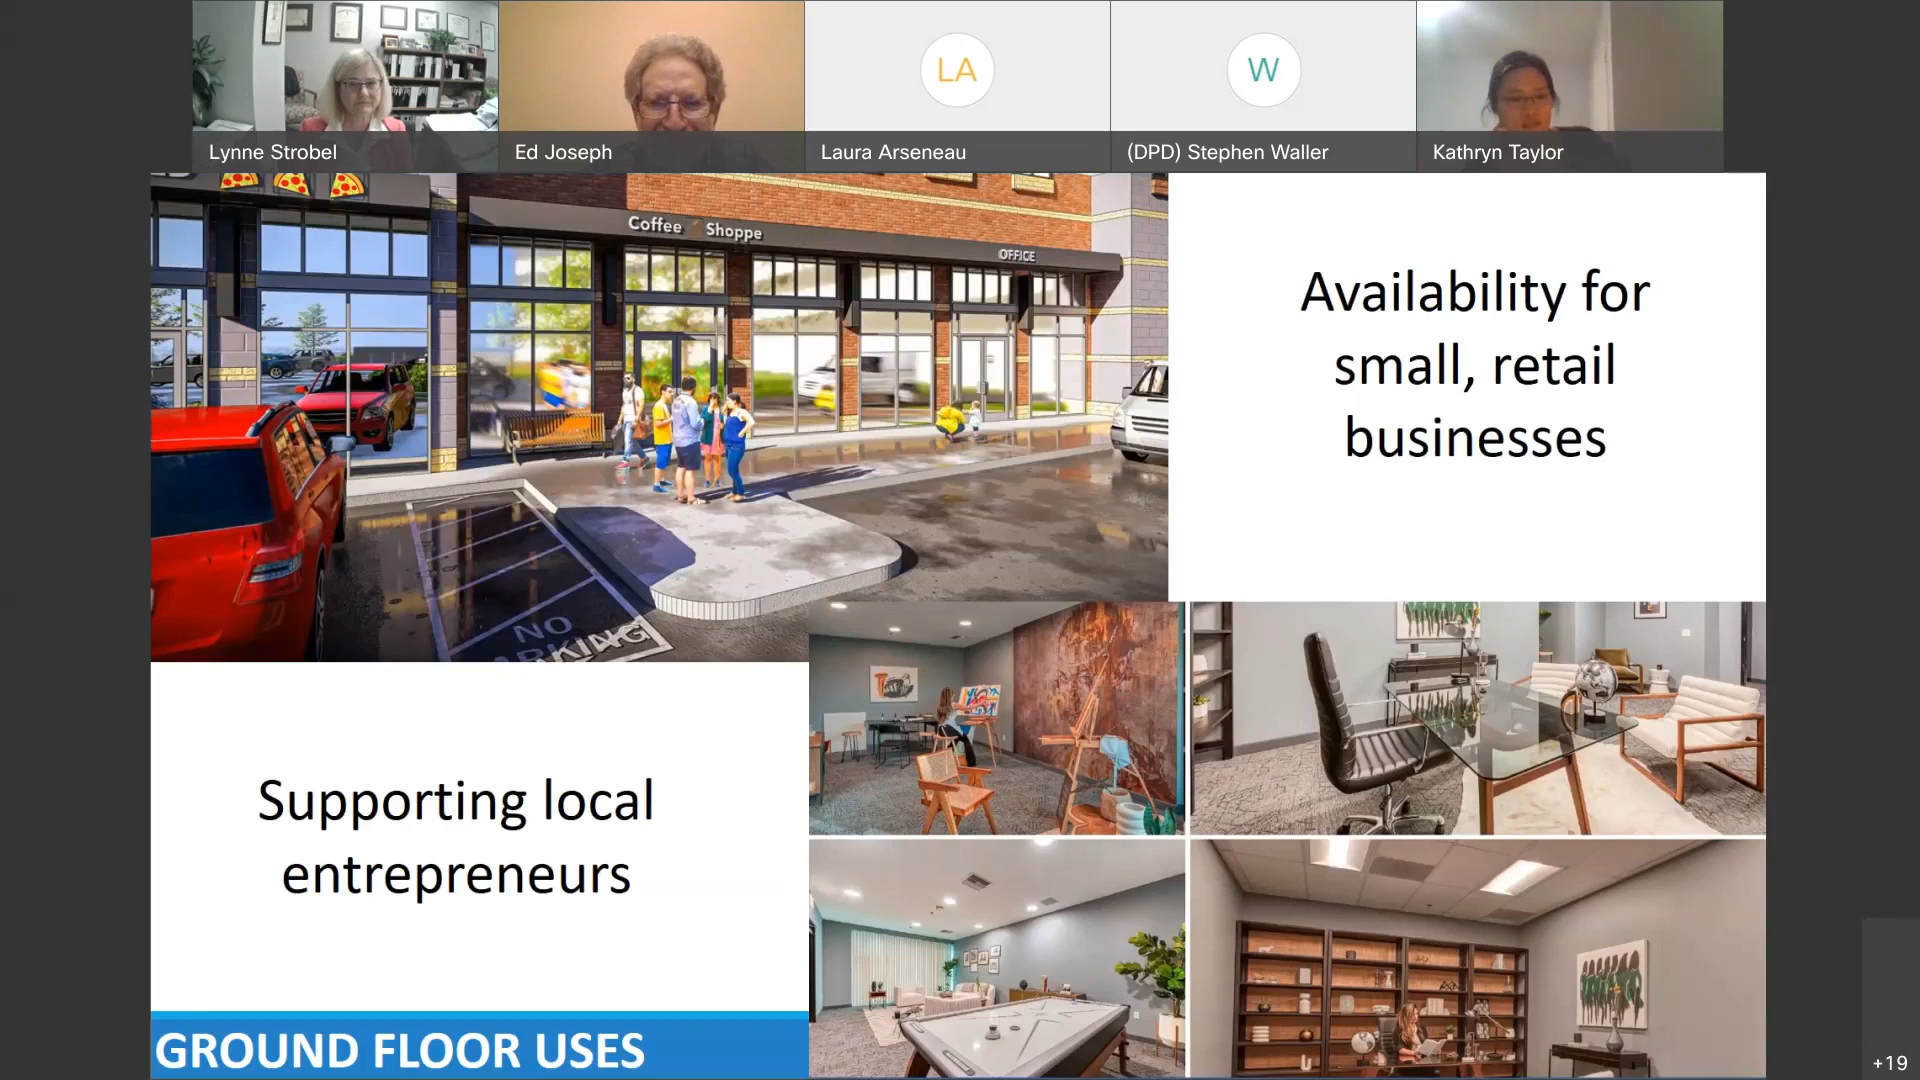 LA
W
Lynne Strobel
Ed Joseph
Laura Arseneau
(DPD) Stephen Waller
Kathryn Taylor
Coffee Shoppe
OFFICE
NO
PARKING
Availability for
small, retail
businesses
Supporting local
entrepreneurs
GROUND FLOOR USES
+19